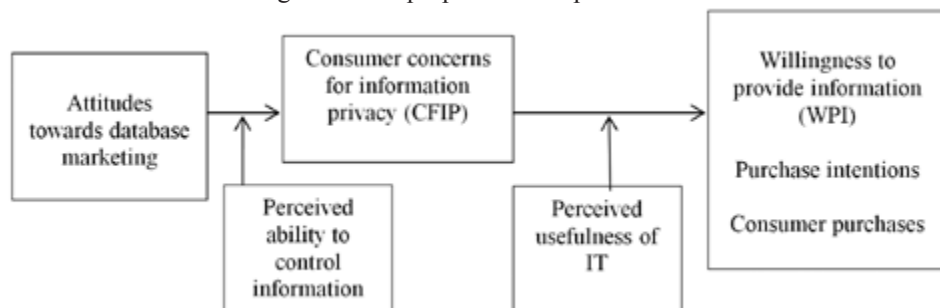 Attitudes
towards database
marketing
Consumer concerns
for information
privacy (CFIP)
Willingness to
provide information
(WPI)
Purchase intentions
Consumer purchases
Perceived
ability to
control
information
Perceived
usefulness of
IT